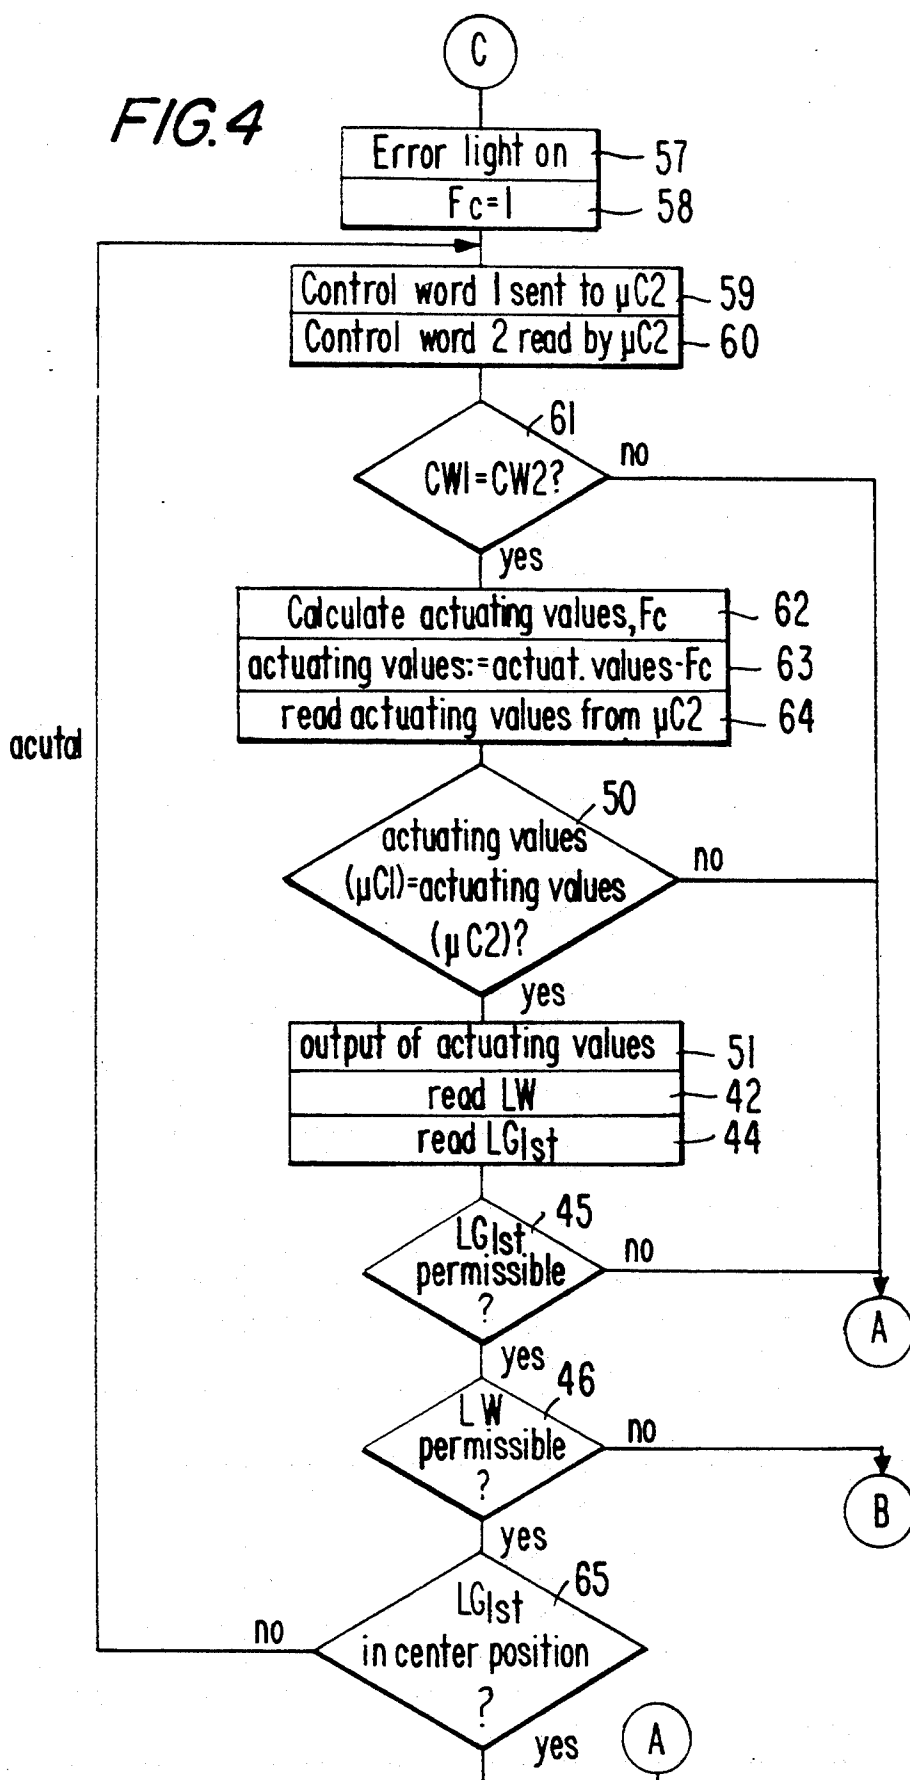 C
FIG.4
Error light on 57
Fc=1 58
Control word 1 sent to µC2 59
Control word 2 read by µC2 60
61
CW1=CW2?
no
yes
Calculate actuating values, Fc 62
actuating values:=actuat. values-Fc 63
read actuating values from µC2 64
acutal
50
actuating values
(µC1)=actuating values
(µC2)?
no
yes
output of actuating values 51
read LW 42
read LGIst 44
45
LGIst
permissible
?
no
A
yes
46
LW
permissible
?
no
B
yes
65
LGIst
in center position
?
no
yes
A